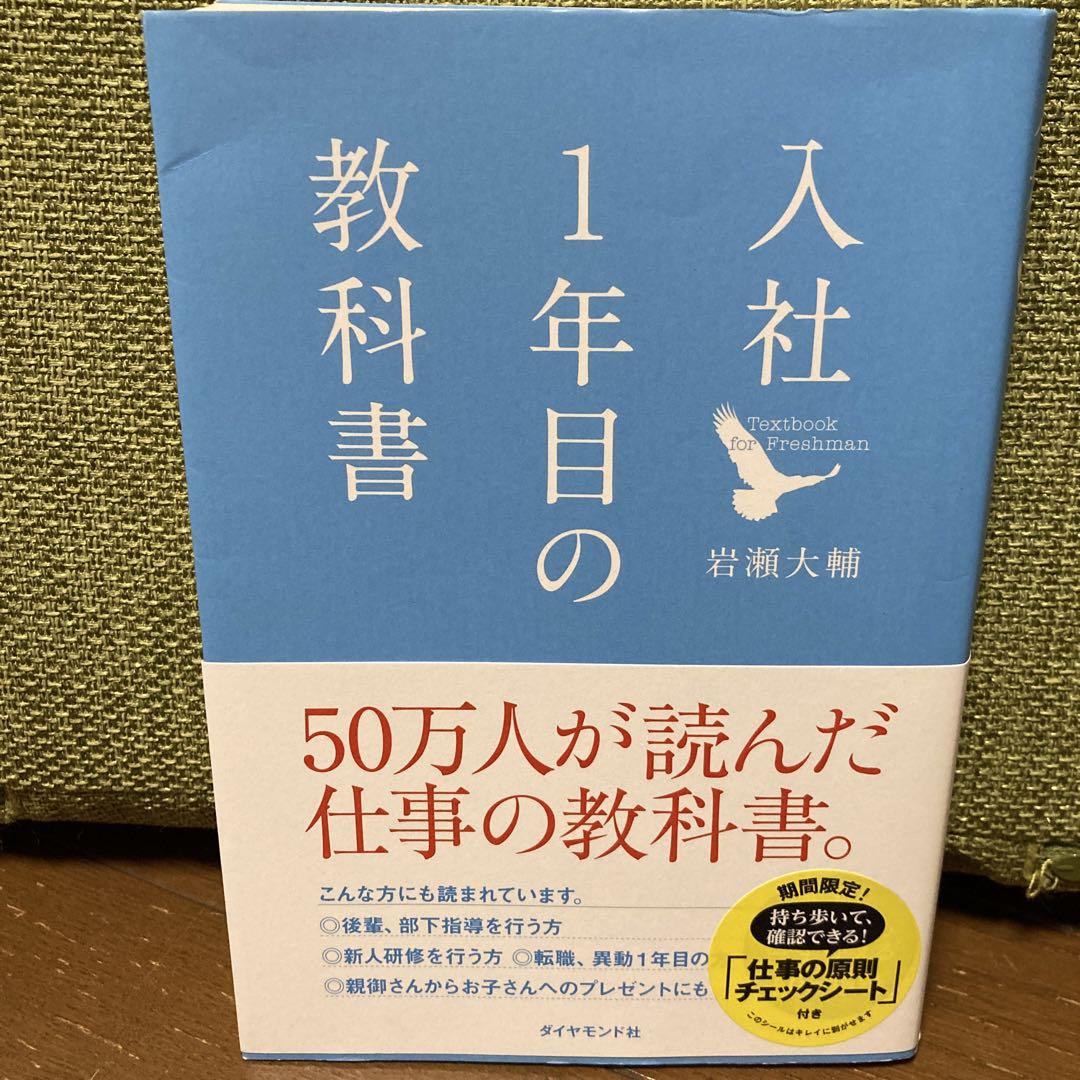 入社
1年目の
教科書
Textbook
for Freshman
岩瀬大輔
50万人が読んだ
仕事の教科書。
こんな方にも読まれています。
◎後輩、部下指導を行う方
◎新人研修を行う方 ◎転職、異動1年目の
◎親御さんからお子さんへのプレゼントにも
ダイヤモンド社
期間限定!
持ち歩いて、
確認できる!
「仕事の原則
チェックシート」
付き
このシールはキレイに剥がせます